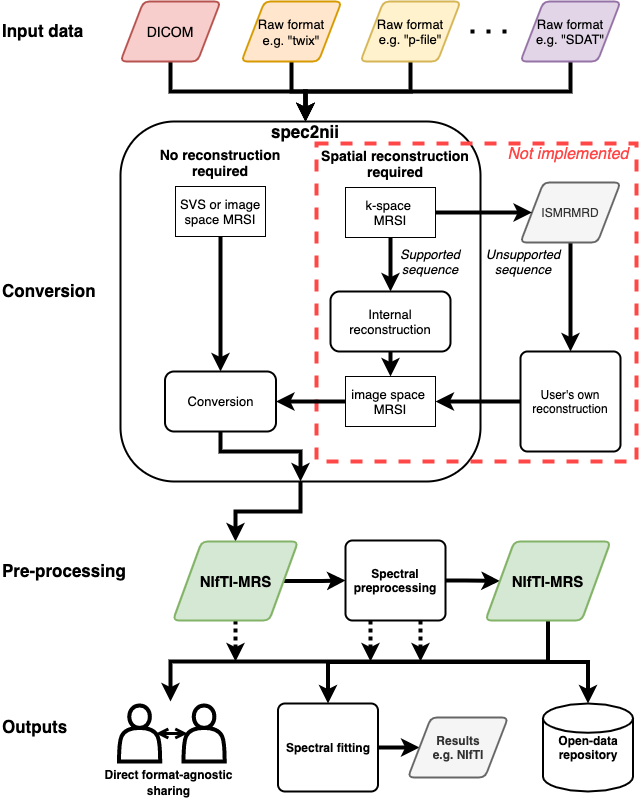 Input data
DICOM
Raw format
e.g. "twix"
Raw format
e.g. "p-file"
Raw format
e.g. "SDAT"
spec2nii
No reconstruction
required
Spatial reconstruction
required
Not implemented
SVS or image
space MRSI
k-space
MRSI
ISMRMRD
Supported
sequence
Unsupported
sequence
Conversion
Internal
reconstruction
Conversion
image space
MRSI
User's own
reconstruction
Pre-processing
NIfTI-MRS
Spectral
preprocessing
NIfTI-MRS
Outputs
Direct format-agnostic
sharing
Spectral fitting
Results
e.g. NIfTI
Open-data
repository